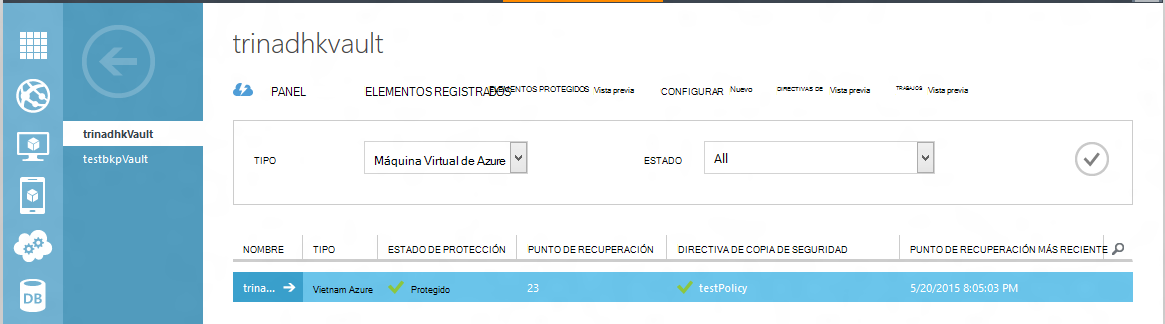 trinadhkvault
PANEL ELEMENTOS REGISTRADOS ELEMENTOS PROTEGIDOS Vista previa CONFIGURAR Nuevo DIRECTIVAS DE Vista previa TRABAJOS Vista previa
trinadhkVault
testbkpVault
TIPO Máquina Virtual de Azure ESTADO All
NOMBRE TIPO ESTADO DE PROTECCIÓN PUNTO DE RECUPERACIÓN DIRECTIVA DE COPIA DE SEGURIDAD PUNTO DE RECUPERACIÓN MÁS RECIENTE
trina... Vietnam Azure Protegido 23 testPolicy 5/20/2015 8:05:03 PM
DB